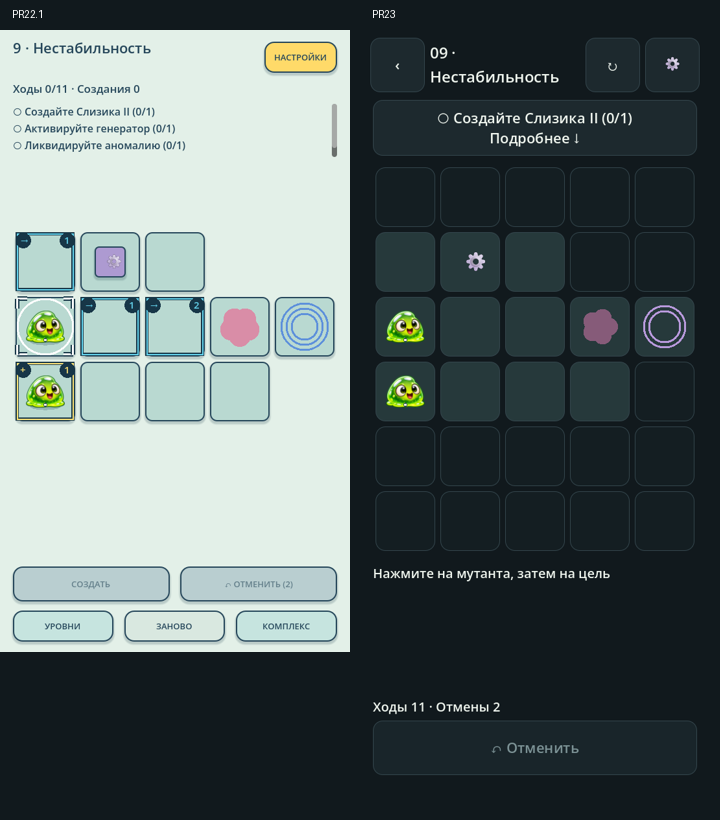 PR22.1
9 · Нестабильность
НАСТРОЙКИ
Ходы 0/11 · Создания 0
○ Создайте Слизика II (0/1)
○ Активируйте генератор (0/1)
○ Ликвидируйте аномалию (0/1)
→ 1
→ 1
→ 2
+ 1
СОЗДАТЬ
↶ ОТМЕНИТЬ (2)
УРОВНИ
ЗАНОВО
КОМПЛЕКС
PR23
‹
09 ·
Нестабильность
↻
○ Создайте Слизика II (0/1)
Подробнее ↓
Нажмите на мутанта, затем на цель
Ходы 11 · Отмены 2
↶ Отменить